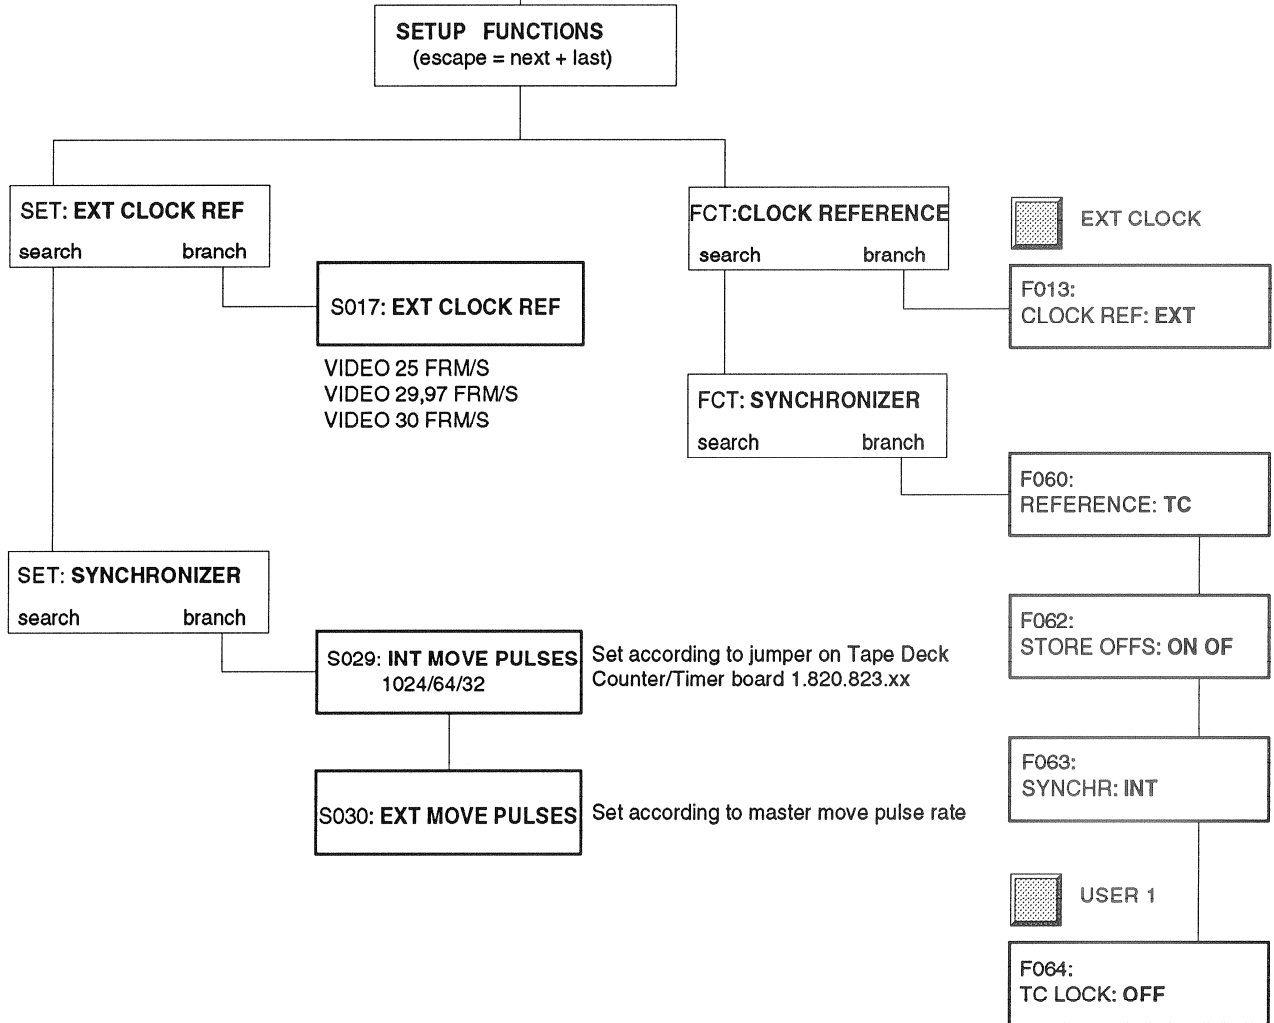 SETUP FUNCTIONS
(escape = next + last)
SET: EXT CLOCK REF
search branch
S017: EXT CLOCK REF
VIDEO 25 FRM/S
VIDEO 29,97 FRM/S
VIDEO 30 FRM/S
SET: SYNCHRONIZER
search branch
S029: INT MOVE PULSES
1024/64/32
Set according to jumper on Tape Deck
Counter/Timer board 1.820.823.xx
S030: EXT MOVE PULSES
Set according to master move pulse rate
FCT:CLOCK REFERENCE
search branch
EXT CLOCK
F013:
CLOCK REF: EXT
FCT: SYNCHRONIZER
search branch
F060:
REFERENCE: TC
F062:
STORE OFFS: ON OF
F063:
SYNCHR: INT
USER 1
F064:
TC LOCK: OFF